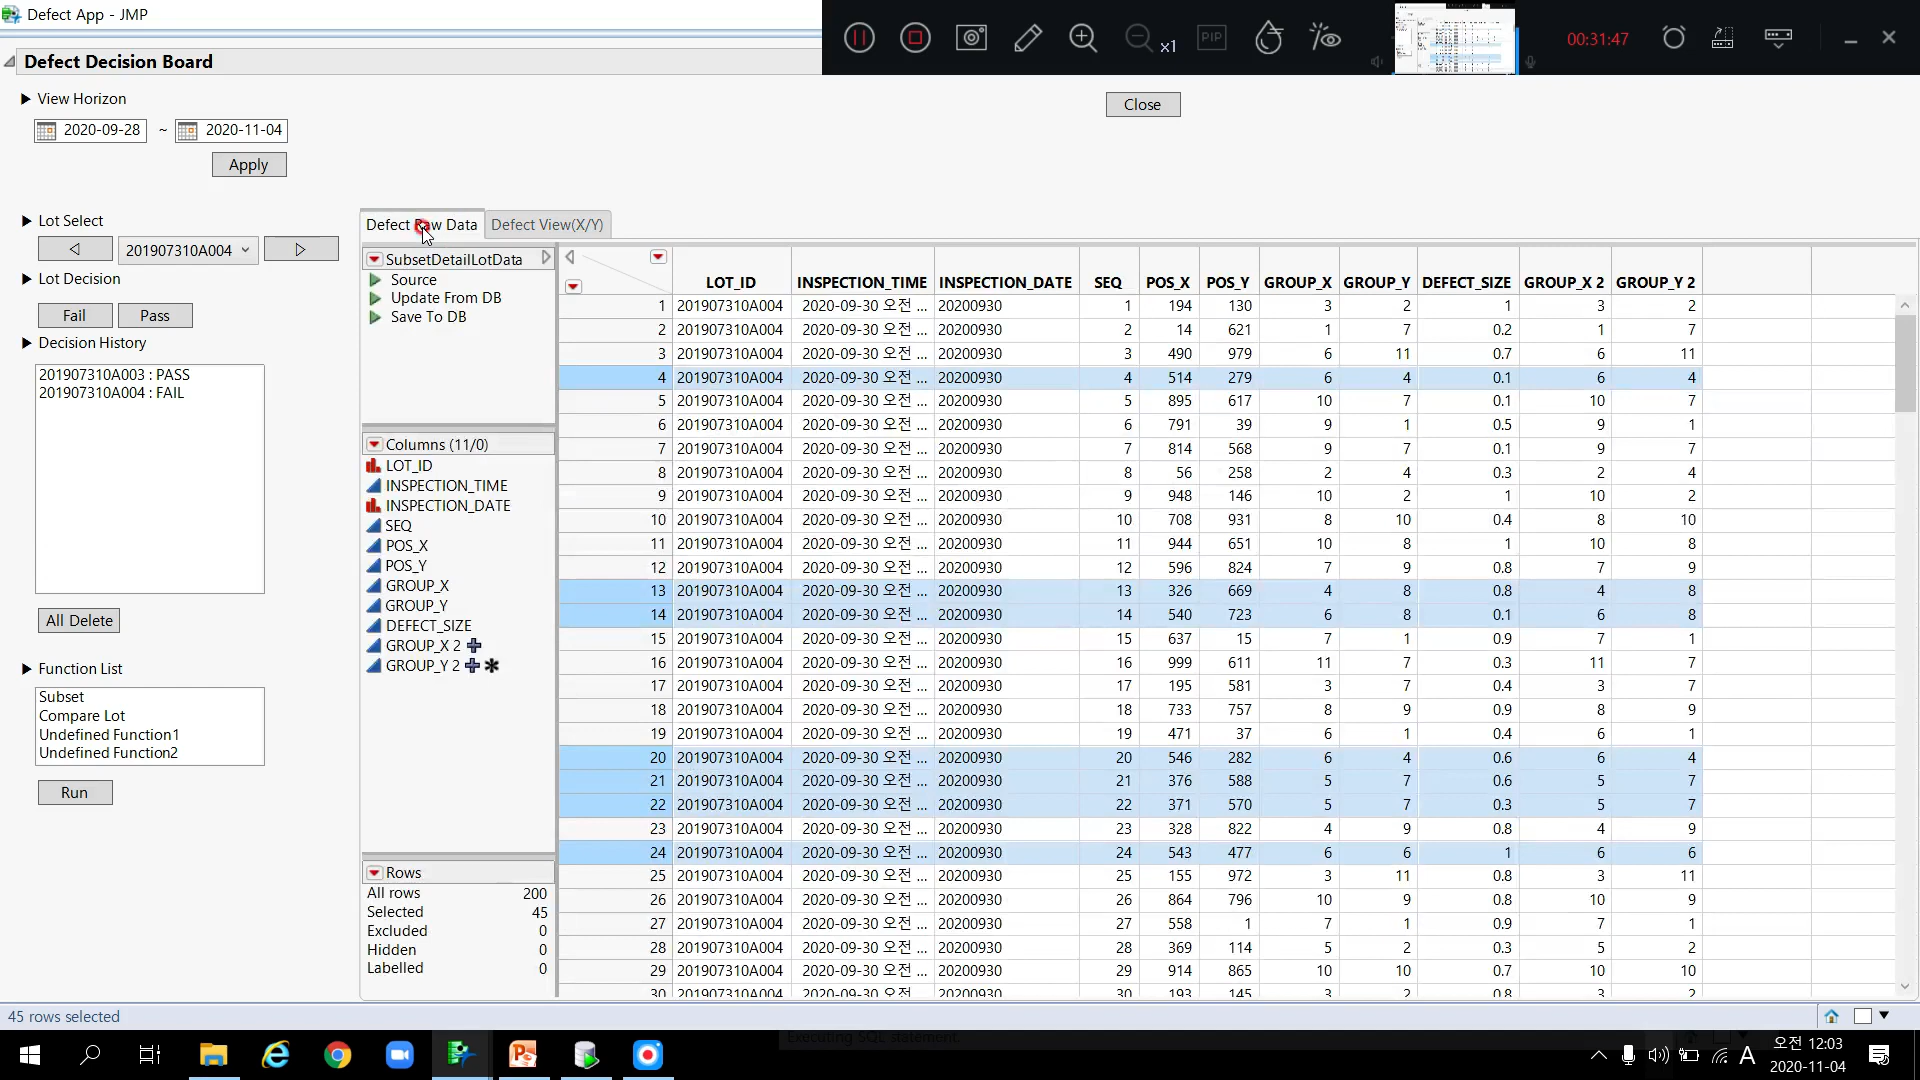 Defect App - JMP
Defect Decision Board
View Horizon
2020-09-28 ~ 2020-11-04
Apply
Close
PIP
x1
00:31:47
Lot Select
201907310A004
Lot Decision
Fail Pass
Decision History
201907310A003 : PASS
201907310A004 : FAIL
All Delete
Function List
Subset
Compare Lot
Undefined Function1
Undefined Function2
Run
Defect Raw Data Defect View(X/Y)
SubsetDetailLotData
Source
Update From DB
Save To DB
Columns (11/0)
LOT_ID
INSPECTION_TIME
INSPECTION_DATE
SEQ
POS_X
POS_Y
GROUP_X
GROUP_Y
DEFECT_SIZE
GROUP_X 2
GROUP_Y 2
Rows
All rows 200
Selected 45
Excluded 0
Hidden 0
Labelled 0
LOT_ID INSPECTION_TIME INSPECTION_DATE SEQ POS_X POS_Y GROUP_X GROUP_Y DEFECT_SIZE GROUP_X 2 GROUP_Y 2
1 201907310A004 2020-09-30 오전 ... 20200930 1 194 130 3 2 1 3 2
2 201907310A004 2020-09-30 오전 ... 20200930 2 14 621 1 7 0.2 1 7
3 201907310A004 2020-09-30 오전 ... 20200930 3 490 979 6 11 0.7 6 11
4 201907310A004 2020-09-30 오전 ... 20200930 4 514 279 6 4 0.1 6 4
5 201907310A004 2020-09-30 오전 ... 20200930 5 895 617 10 7 0.1 10 7
6 201907310A004 2020-09-30 오전 ... 20200930 6 791 39 9 1 0.5 9 1
7 201907310A004 2020-09-30 오전 ... 20200930 7 814 568 9 7 0.1 9 7
8 201907310A004 2020-09-30 오전 ... 20200930 8 56 258 2 4 0.3 2 4
9 201907310A004 2020-09-30 오전 ... 20200930 9 948 146 10 2 1 10 2
10 201907310A004 2020-09-30 오전 ... 20200930 10 708 931 8 10 0.4 8 10
11 201907310A004 2020-09-30 오전 ... 20200930 11 944 651 10 8 1 10 8
12 201907310A004 2020-09-30 오전 ... 20200930 12 596 824 7 9 0.8 7 9
13 201907310A004 2020-09-30 오전 ... 20200930 13 326 669 4 8 0.8 4 8
14 201907310A004 2020-09-30 오전 ... 20200930 14 540 723 6 8 0.1 6 8
15 201907310A004 2020-09-30 오전 ... 20200930 15 637 15 7 1 0.9 7 1
16 201907310A004 2020-09-30 오전 ... 20200930 16 999 611 11 7 0.3 11 7
17 201907310A004 2020-09-30 오전 ... 20200930 17 195 581 3 7 0.4 3 7
18 201907310A004 2020-09-30 오전 ... 20200930 18 733 757 8 9 0.9 8 9
19 201907310A004 2020-09-30 오전 ... 20200930 19 471 37 6 1 0.4 6 1
20 201907310A004 2020-09-30 오전 ... 20200930 20 546 282 6 4 0.6 6 4
21 201907310A004 2020-09-30 오전 ... 20200930 21 376 588 5 7 0.6 5 7
22 201907310A004 2020-09-30 오전 ... 20200930 22 371 570 5 7 0.3 5 7
23 201907310A004 2020-09-30 오전 ... 20200930 23 328 822 4 9 0.8 4 9
24 201907310A004 2020-09-30 오전 ... 20200930 24 543 477 6 6 1 6 6
25 201907310A004 2020-09-30 오전 ... 20200930 25 155 972 3 11 0.8 3 11
26 201907310A004 2020-09-30 오전 ... 20200930 26 864 796 10 9 0.8 10 9
27 201907310A004 2020-09-30 오전 ... 20200930 27 558 1 7 1 0.9 7 1
28 201907310A004 2020-09-30 오전 ... 20200930 28 369 114 5 2 0.3 5 2
29 201907310A004 2020-09-30 오전 ... 20200930 29 914 865 10 10 0.7 10 10
30 201907310A004 2020-09-30 오전 ... 20200930 30 193 145 3 2 0.8 3 2
45 rows selected
Executing SQL statement.
A
오전 12:03
2020-11-04